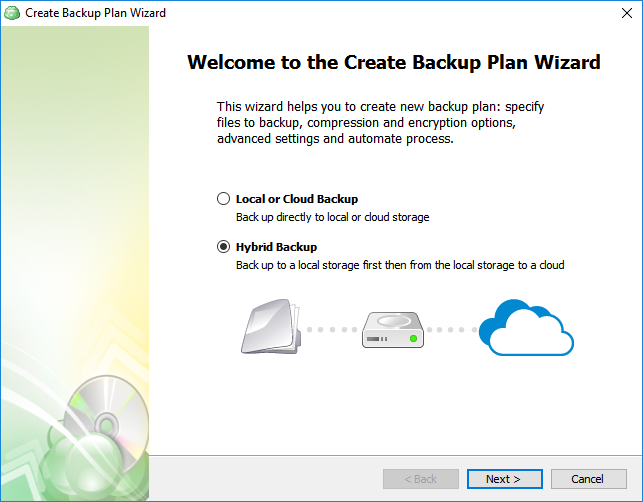 Create Backup Plan Wizard
Welcome to the Create Backup Plan Wizard
This wizard helps you to create new backup plan: specify
files to backup, compression and encryption options,
advanced settings and automate process.
Local or Cloud Backup
Back up directly to local or cloud storage
Hybrid Backup
Back up to a local storage first then from the local storage to a cloud
< Back
Next >
Cancel